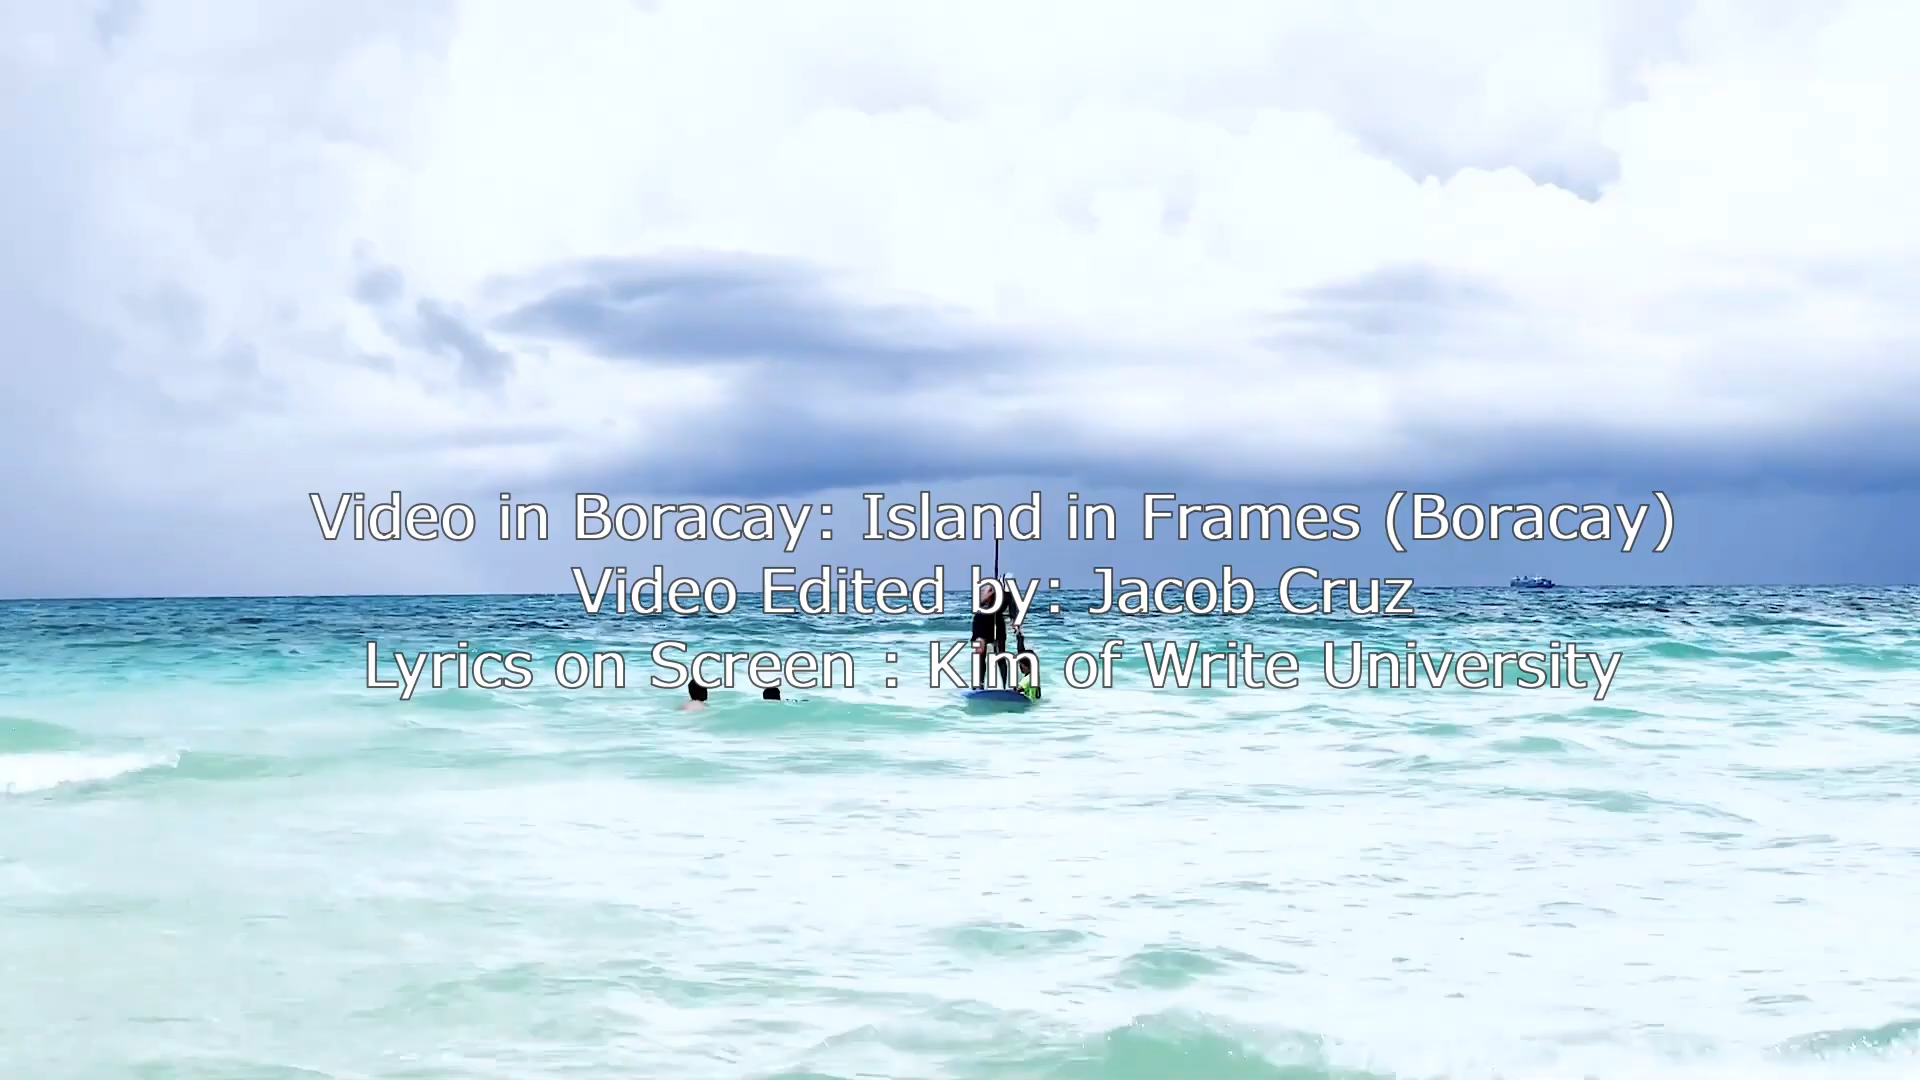 Video in Boracay: Island in Frames (Boracay)
Video Edited by: Jacob Cruz
Lyrics on Screen : Kim of Write University